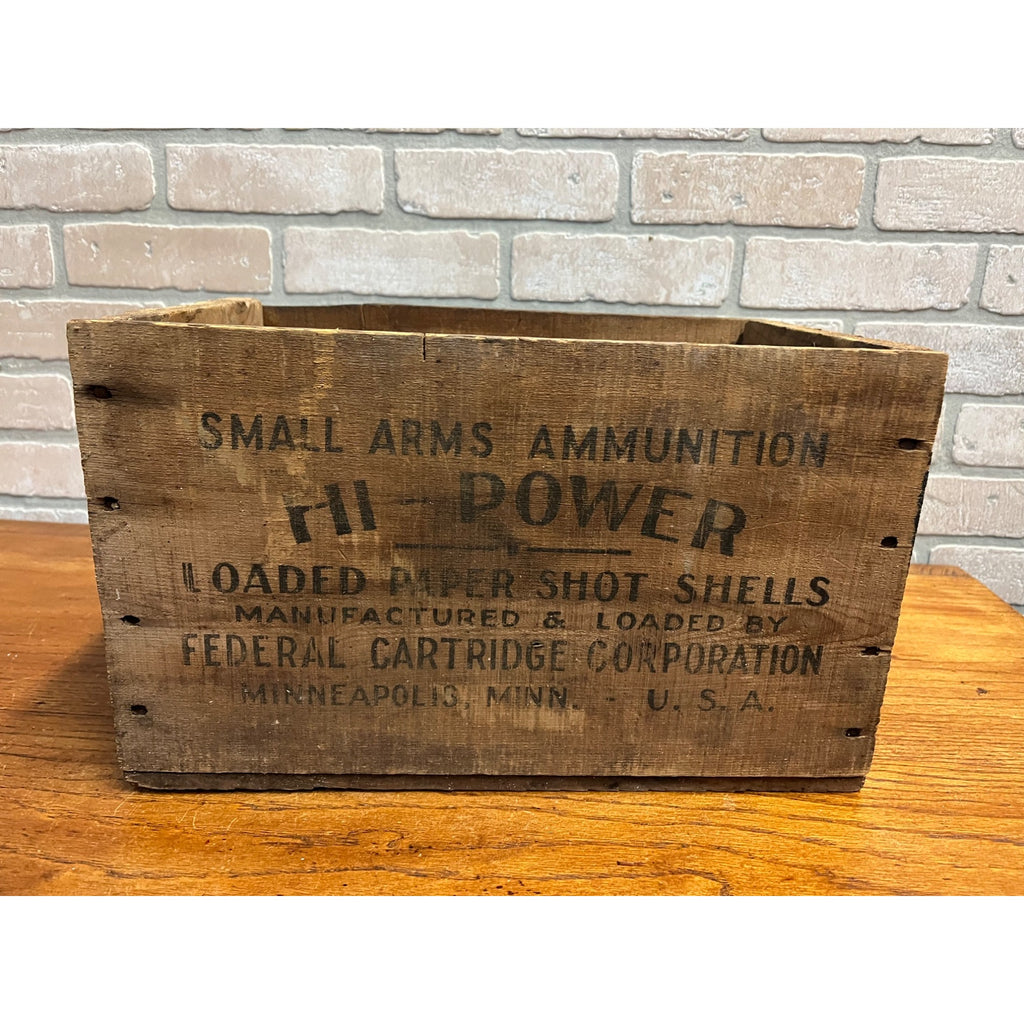 SMALL ARMS AMMUNITION
HI-POWER
LOADED PAPER SHOT SHELLS
MANUFACTURED & LOADED BY
FEDERAL CARTRIDGE CORPORATION
MINNEAPOLIS, MINN. - U. S. A.